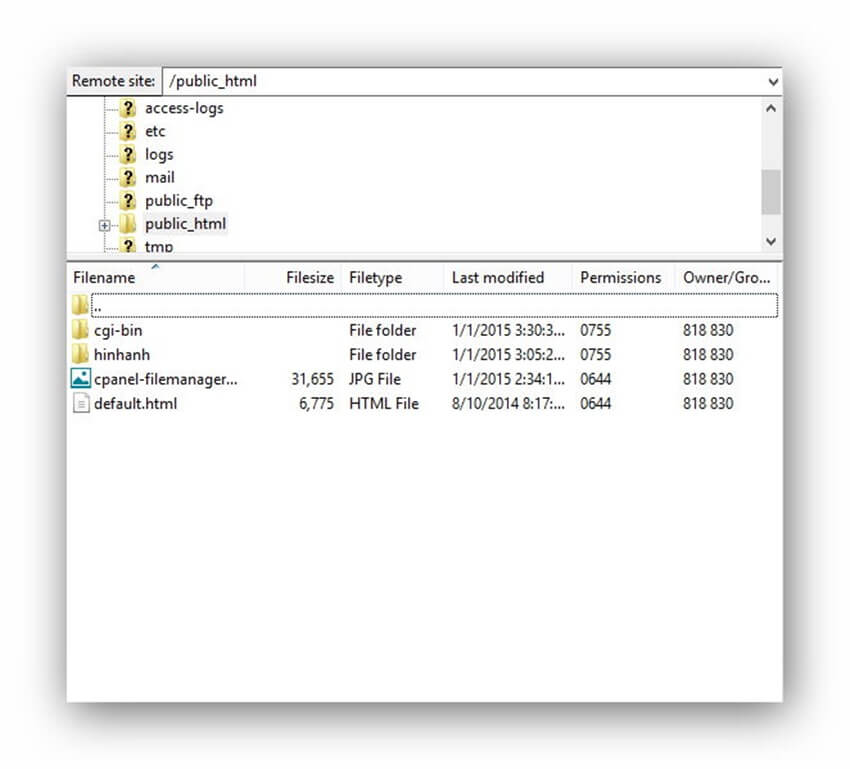 Remote site: /public_html
access-logs
etc
logs
mail
public_ftp
public_html
tmp
Filename Filesize Filetype Last modified Permissions Owner/Gro...
..
cgi-bin File folder 1/1/2015 3:30:3... 0755 818 830
hinhanh File folder 1/1/2015 3:05:2... 0755 818 830
cpanel-filemanager... 31,655 JPG File 1/1/2015 2:34:1... 0644 818 830
default.html 6,775 HTML File 8/10/2014 8:17:... 0644 818 830